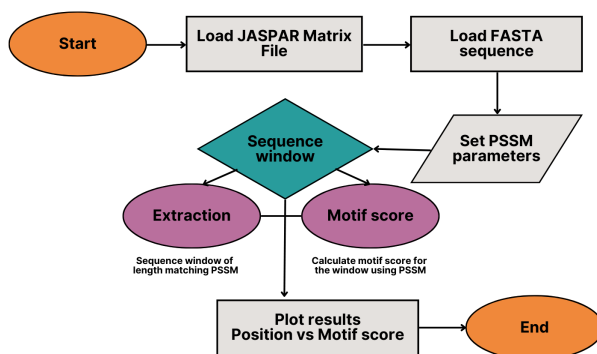 Start
Load JASPAR Matrix
File
Load FASTA
sequence
Set PSSM
parameters
Sequence
window
Extraction
Motif score
Sequence window of
length matching PSSM
Calculate motif score for
the window using PSSM
Plot results
Position vs Motif score
End